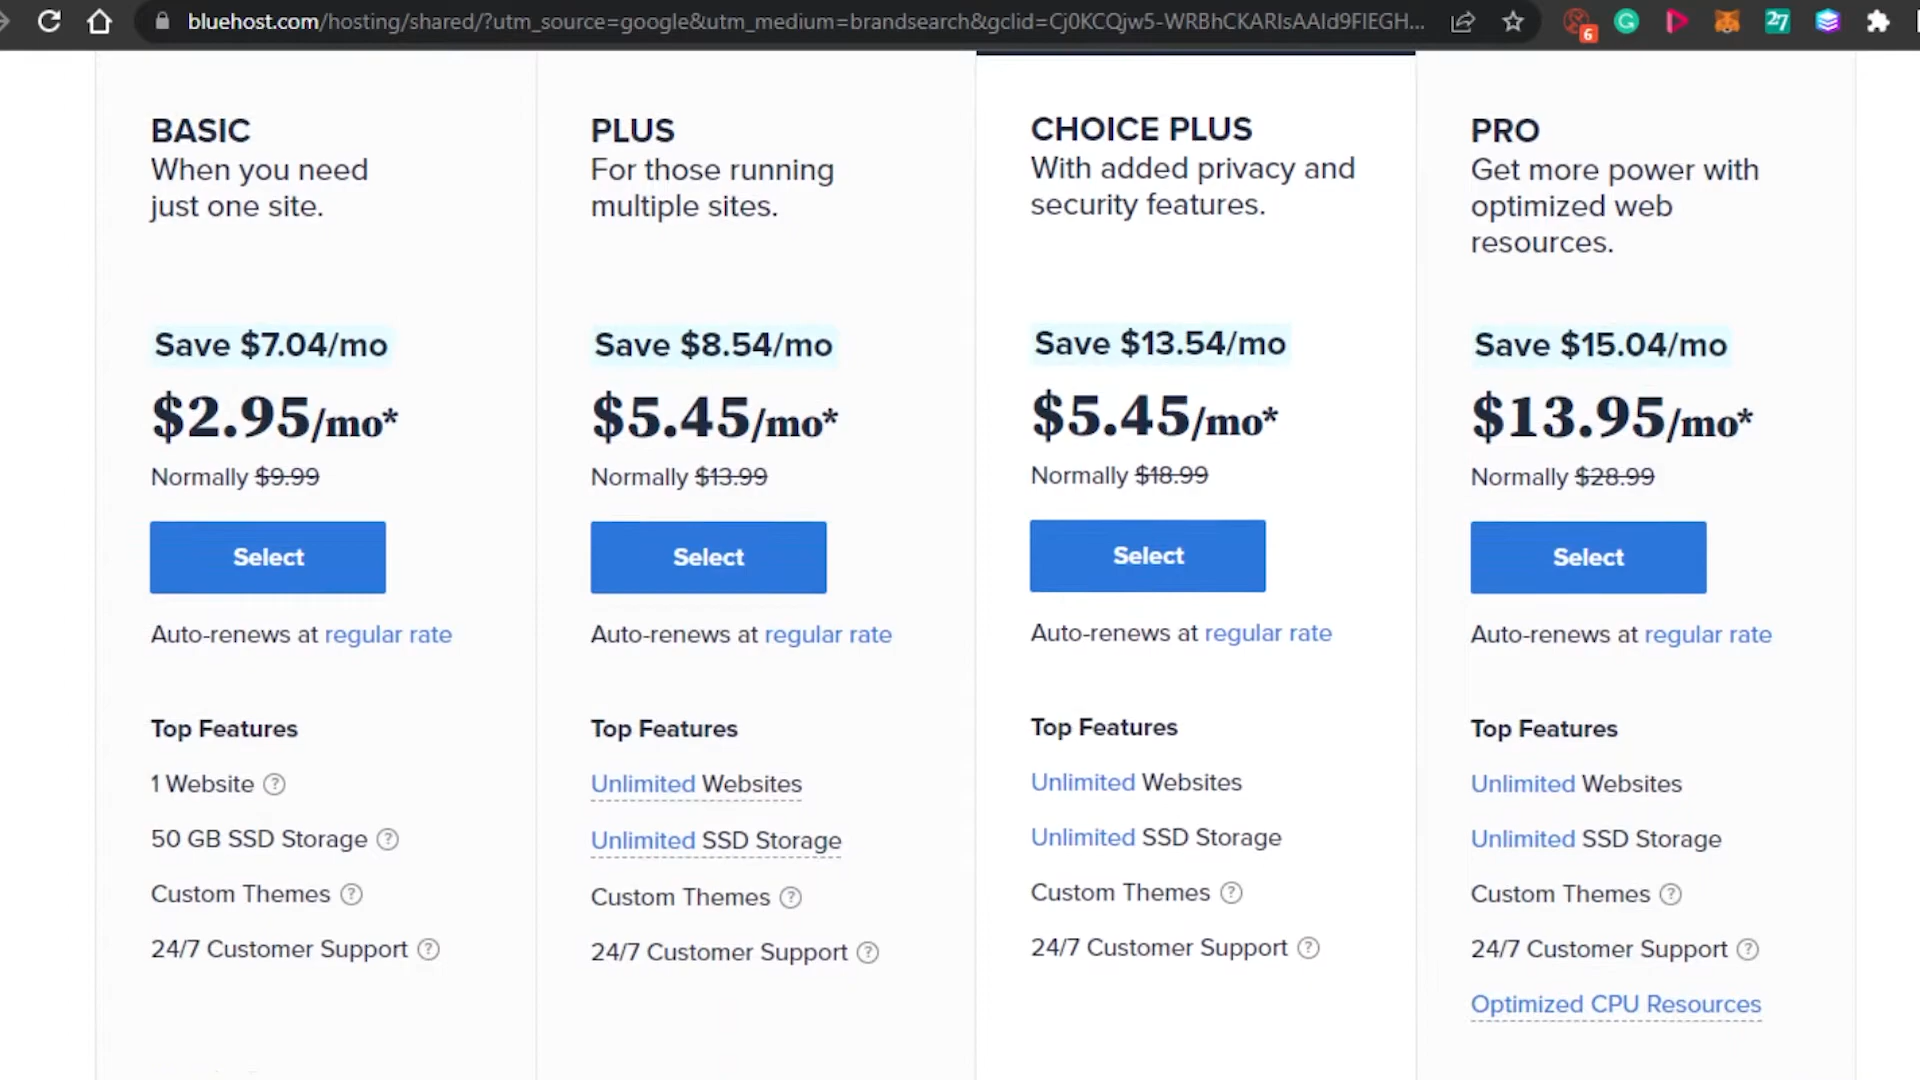 bluehost.com/hosting/shared/?utm_source=google&utm_medium=brandsearch&gclid=Cj0KCQjw5-WRBhCKARIsAAId9FlEGH...
6
27
BASIC
When you need
just one site.
Save $7.04/mo
$2.95/mo*
Normally $9.99
Select
Auto-renews at regular rate
Top Features
1 Website ?
50 GB SSD Storage ?
Custom Themes ?
24/7 Customer Support ?
PLUS
For those running
multiple sites.
Save $8.54/mo
$5.45/mo*
Normally $13.99
Select
Auto-renews at regular rate
Top Features
Unlimited Websites
Unlimited SSD Storage
Custom Themes ?
24/7 Customer Support ?
CHOICE PLUS
With added privacy and
security features.
Save $13.54/mo
$5.45/mo*
Normally $18.99
Select
Auto-renews at regular rate
Top Features
Unlimited Websites
Unlimited SSD Storage
Custom Themes ?
24/7 Customer Support ?
PRO
Get more power with
optimized web
resources.
Save $15.04/mo
$13.95/mo*
Normally $28.99
Select
Auto-renews at regular rate
Top Features
Unlimited Websites
Unlimited SSD Storage
Custom Themes ?
24/7 Customer Support ?
Optimized CPU Resources